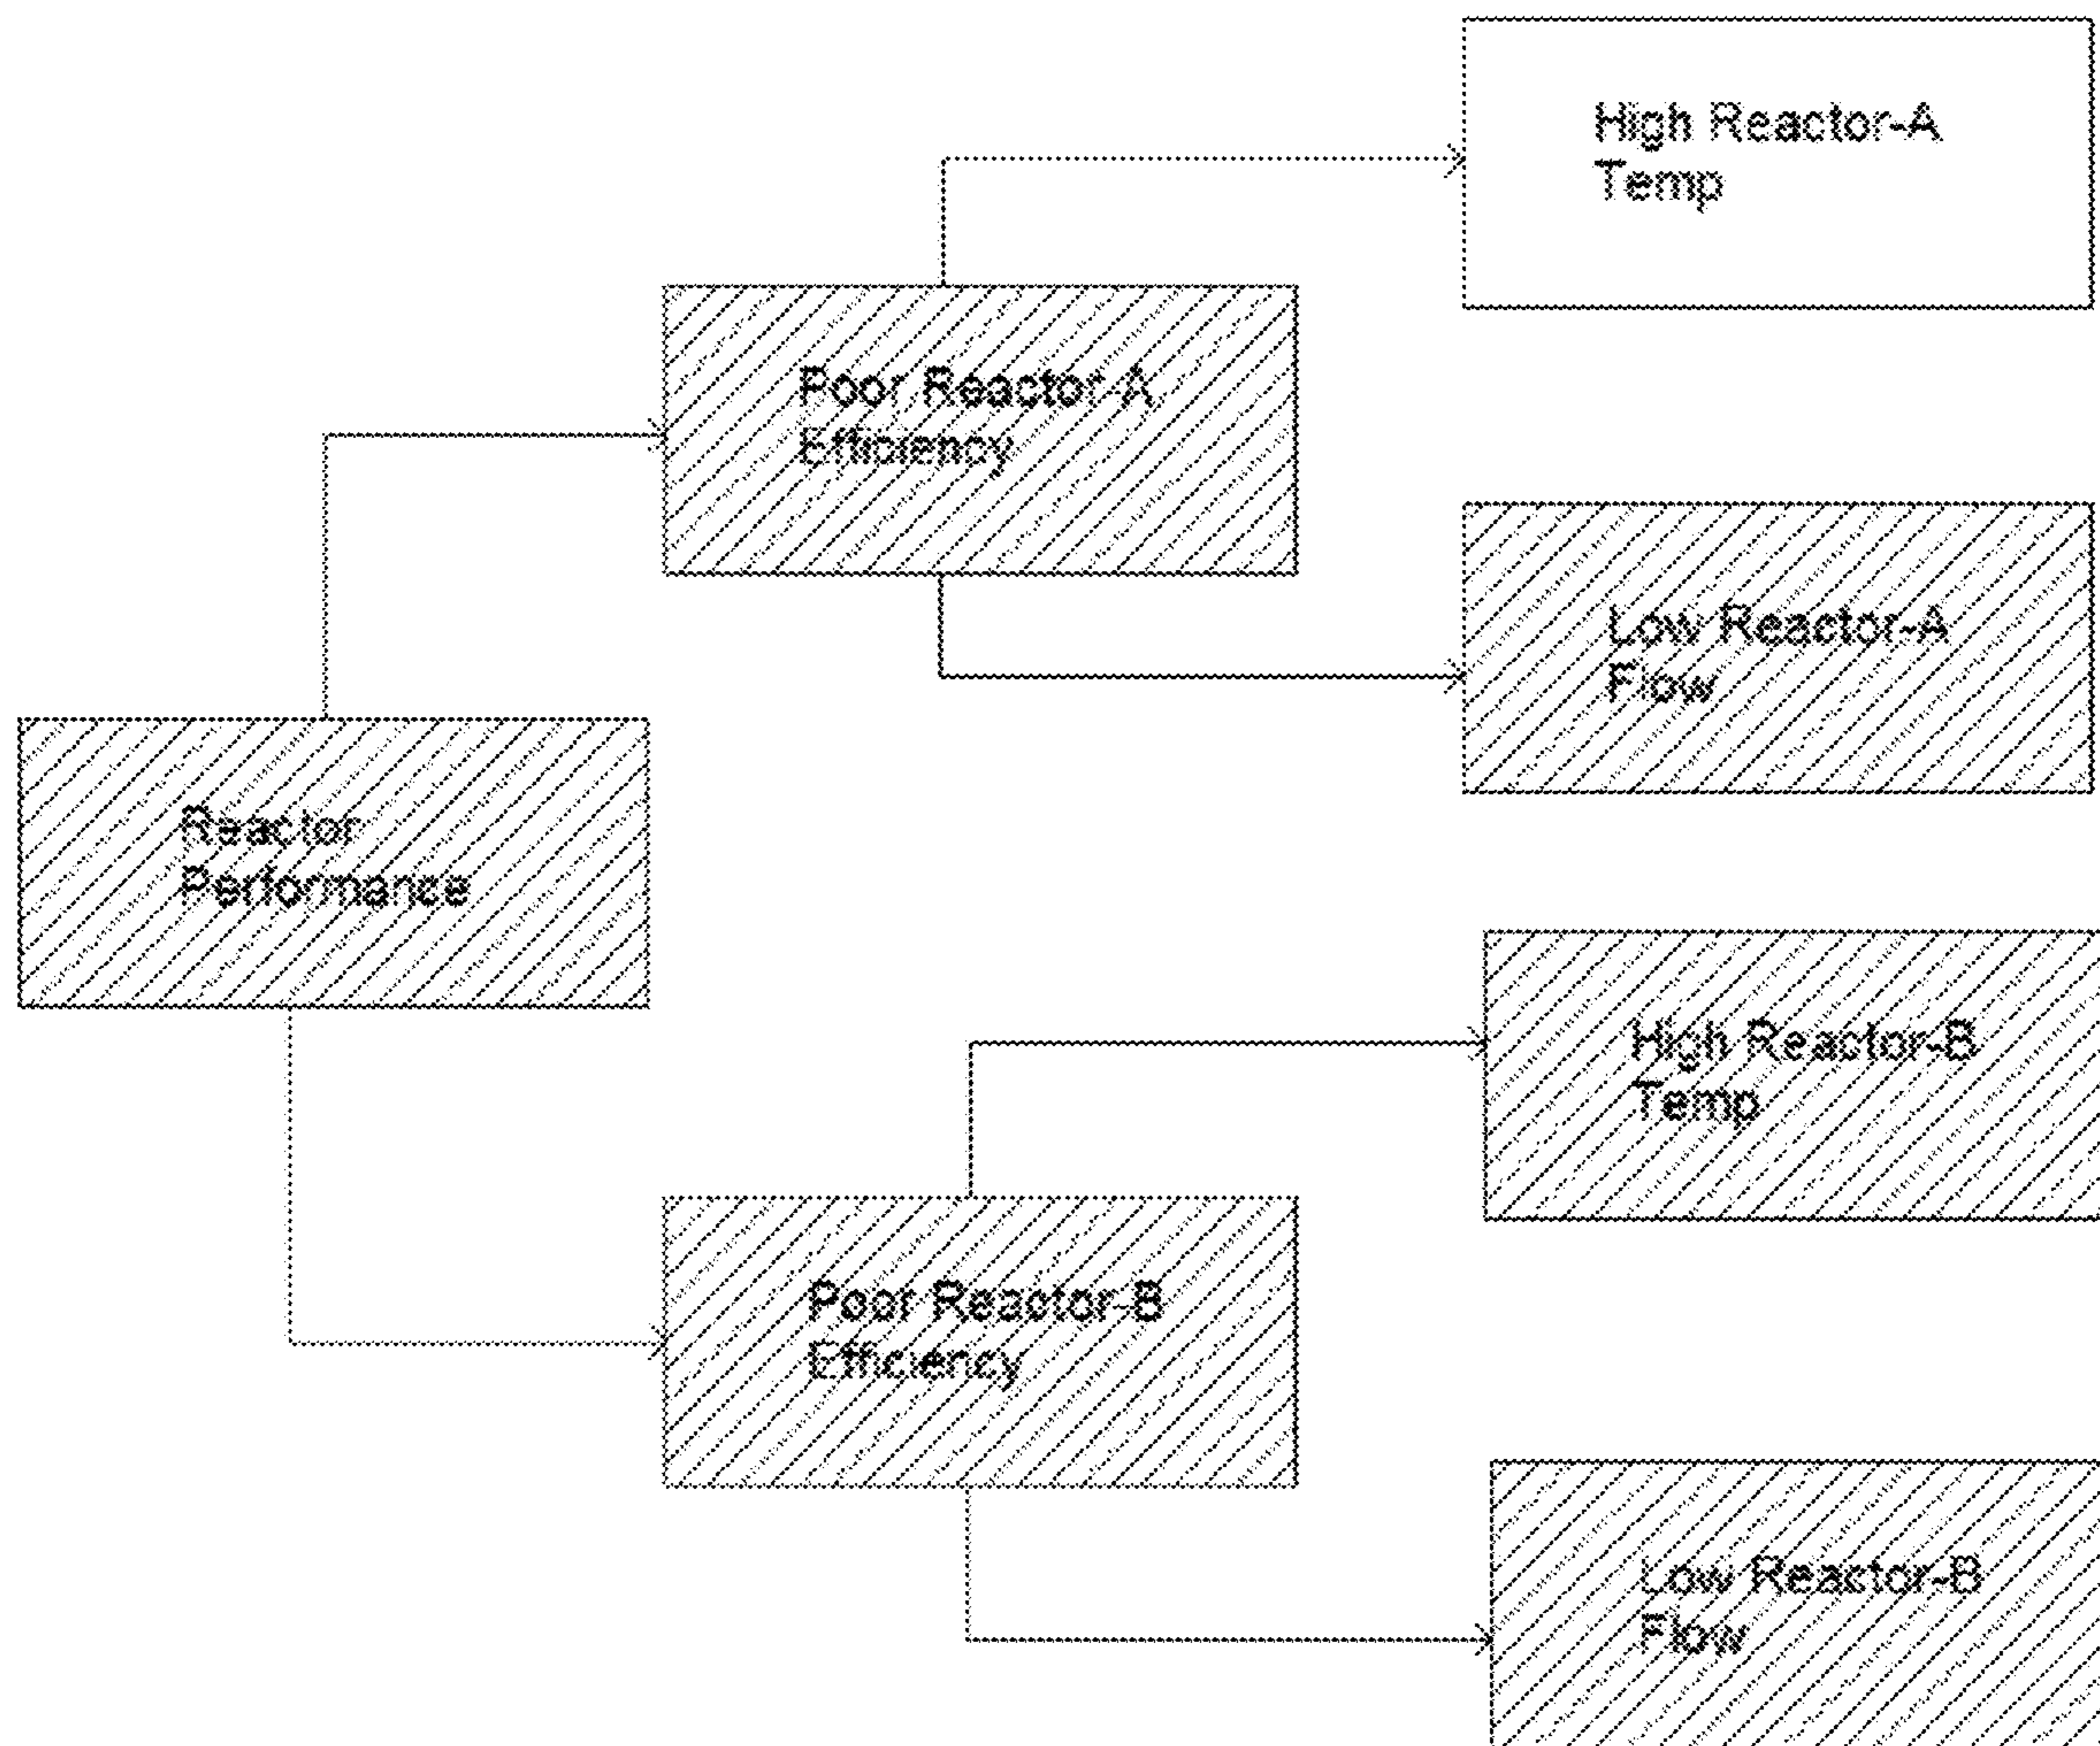 High Reactor-A
Temp
Poor Reactor-A
Efficiency
Low Reactor-A
Flow
Reactor
Performance
High Reactor-B
Temp
Poor Reactor-B
Efficiency
Low Reactor-B
Flow